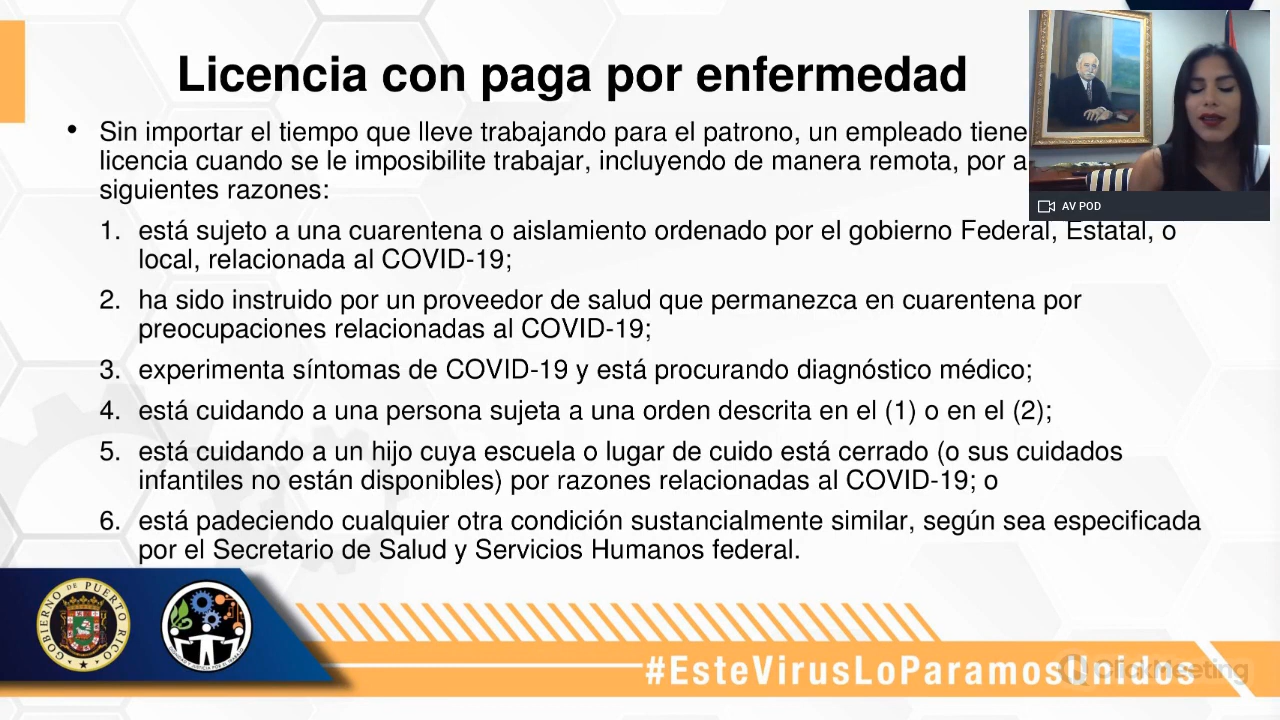 Licencia con paga por enfermedad
• Sin importar el tiempo que lleve trabajando para el patrono, un empleado tiene
licencia cuando se le imposibilite trabajar, incluyendo de manera remota, por a
siguientes razones:
1. está sujeto a una cuarentena o aislamiento ordenado por el gobierno Federal, Estatal, o
local, relacionada al COVID-19;
2. ha sido instruido por un proveedor de salud que permanezca en cuarentena por
preocupaciones relacionadas al COVID-19;
3. experimenta síntomas de COVID-19 y está procurando diagnóstico médico;
4. está cuidando a una persona sujeta a una orden descrita en el (1) o en el (2);
5. está cuidando a un hijo cuya escuela o lugar de cuido está cerrado (o sus cuidados
infantiles no están disponibles) por razones relacionadas al COVID-19; o
6. está padeciendo cualquier otra condición sustancialmente similar, según sea especificada
por el Secretario de Salud y Servicios Humanos federal.
AV POD
GOBIERNO DE PUERTO RICO
#EsteVirusLoParamosUnidos
ClickMeeting